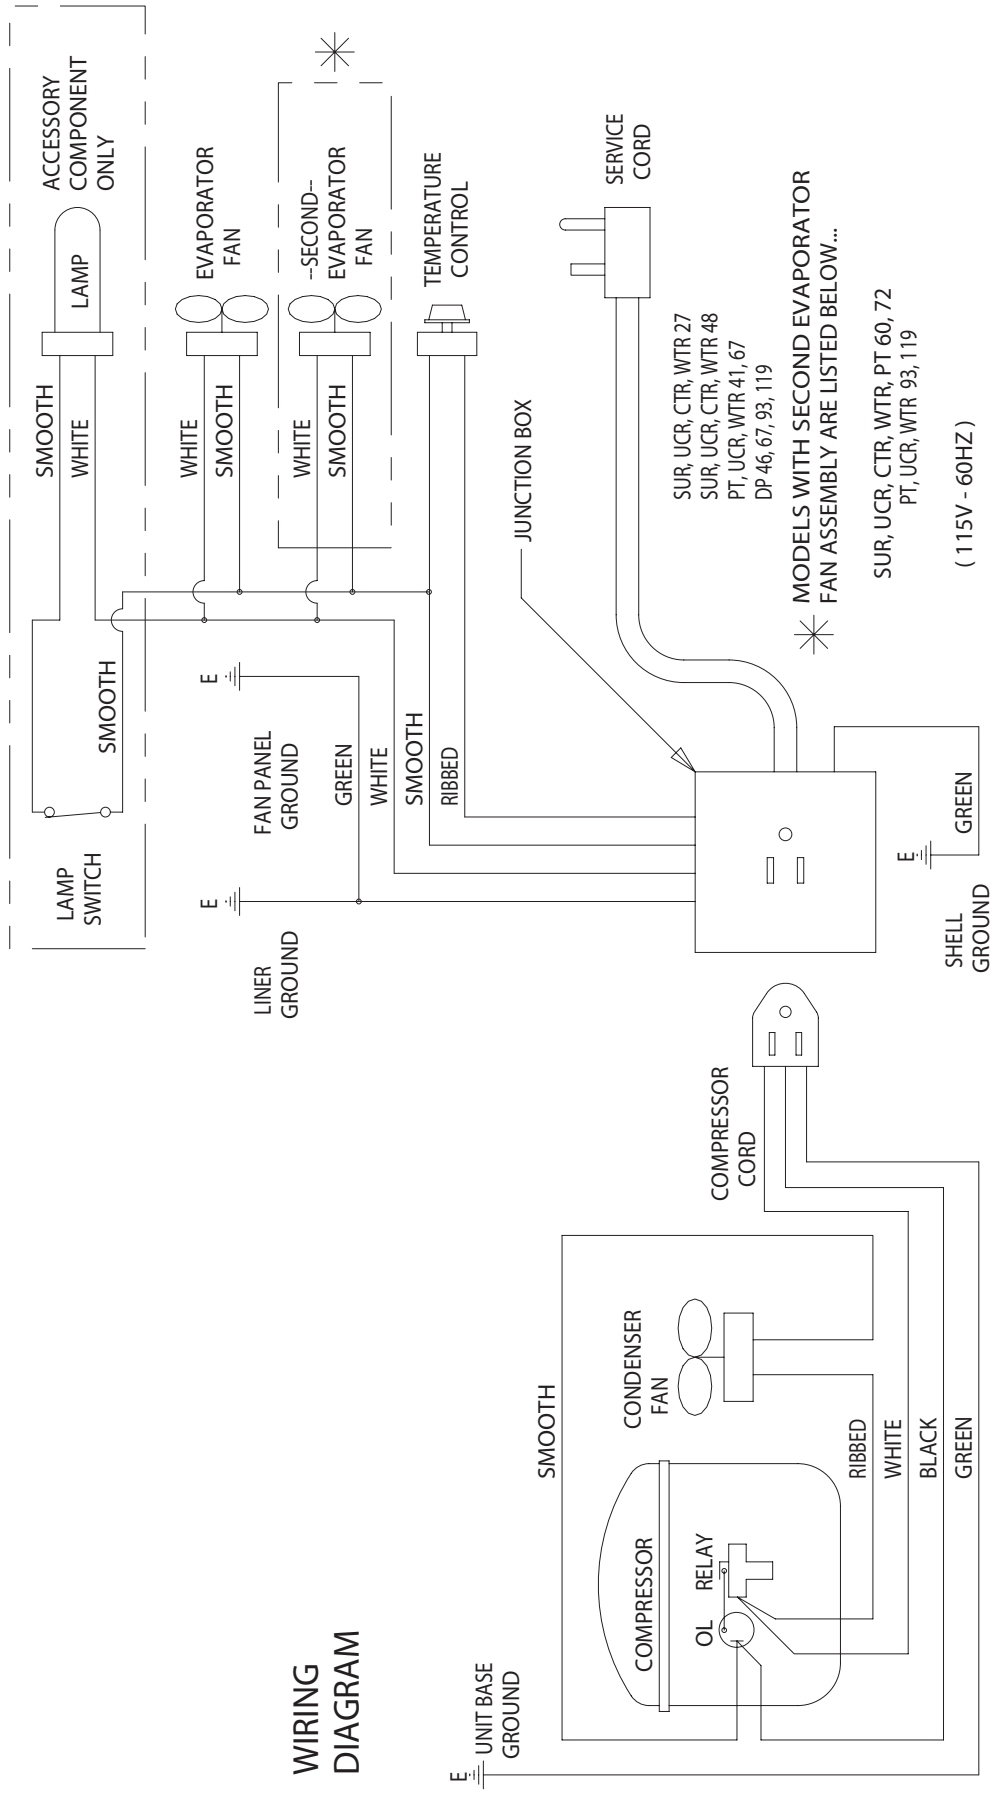 WIRING
DIAGRAM
E
UNIT BASE
GROUND
SMOOTH
COMPRESSOR
OL
RELAY
CONDENSER
FAN
RIBBED
WHITE
BLACK
GREEN
COMPRESSOR
CORD
LAMP
SWITCH
SMOOTH
SMOOTH
WHITE
LAMP
ACCESSORY
COMPONENT
ONLY
E
LINER
GROUND
E
FAN PANEL
GROUND
GREEN
WHITE
SMOOTH
RIBBED
WHITE
SMOOTH
EVAPORATOR
FAN
WHITE
SMOOTH
--SECOND--
EVAPORATOR
FAN
TEMPERATURE
CONTROL
JUNCTION BOX
SERVICE
CORD
E
SHELL
GROUND
GREEN
SUR, UCR, CTR, WTR 27
SUR, UCR, CTR, WTR 48
PT, UCR, WTR 41, 67
DP 46, 67, 93, 119
MODELS WITH SECOND EVAPORATOR
FAN ASSEMBLY ARE LISTED BELOW...
SUR, UCR, CTR, WTR, PT 60, 72
PT, UCR, WTR 93, 119
( 115V - 60HZ )